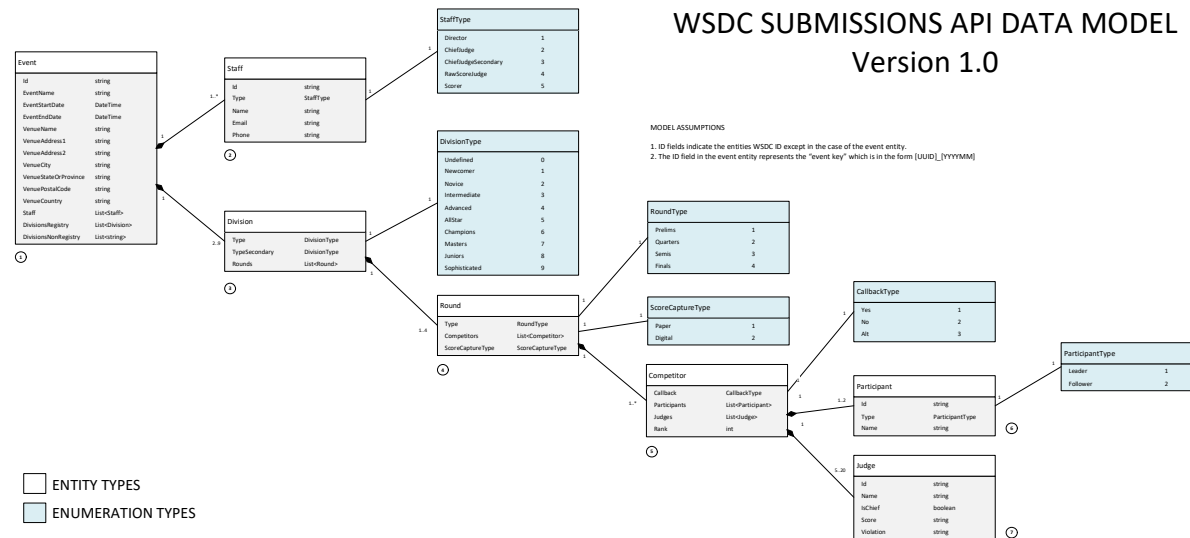 WSDC SUBMISSIONS API DATA MODEL
Version 1.0
MODEL ASSUMPTIONS
1. ID fields indicate the entities WSDC ID except in the case of the event entity.
2. The ID field in the event entity represents the "event key" which is in the form [UUID]_[YYYYMM]
Event
Id string
EventName string
EventStartDate DateTime
EventEndDate DateTime
VenueName string
VenueAddress1 string
VenueAddress2 string
VenueCity string
VenueStateOrProvince string
VenuePostalCode string
VenueCountry string
Staff List<Staff>
DivisionsRegistry List<Division>
DivisionsNonRegistry List<string>
1
1
1
1..*
2..9
Staff
Id string
Type StaffType
Name string
Email string
Phone string
2
1
1
StaffType
Director 1
ChiefJudge 2
ChiefJudgeSecondary 3
RawScoreJudge 4
Scorer 5
Division
Type DivisionType
TypeSecondary DivisionType
Rounds List<Round>
3
1
1
1
1..4
DivisionType
Undefined 0
Newcomer 1
Novice 2
Intermediate 3
Advanced 4
AllStar 5
Champions 6
Masters 7
Juniors 8
Sophisticated 9
Round
Type RoundType
Competitors List<Competitor>
ScoreCaptureType ScoreCaptureType
4
1
1
1
1
1
1..*
RoundType
Prelims 1
Quarters 2
Semis 3
Finals 4
ScoreCaptureType
Paper 1
Digital 2
Competitor
Callback CallbackType
Participants List<Participant>
Judges List<Judge>
Rank int
5
1
1
1
1
1..2
5..20
CallbackType
Yes 1
No 2
Alt 3
Participant
Id string
Type ParticipantType
Name string
6
1
1
ParticipantType
Leader 1
Follower 2
Judge
Id string
Name string
IsChief boolean
Score string
Violation string
7
ENTITY TYPES
ENUMERATION TYPES